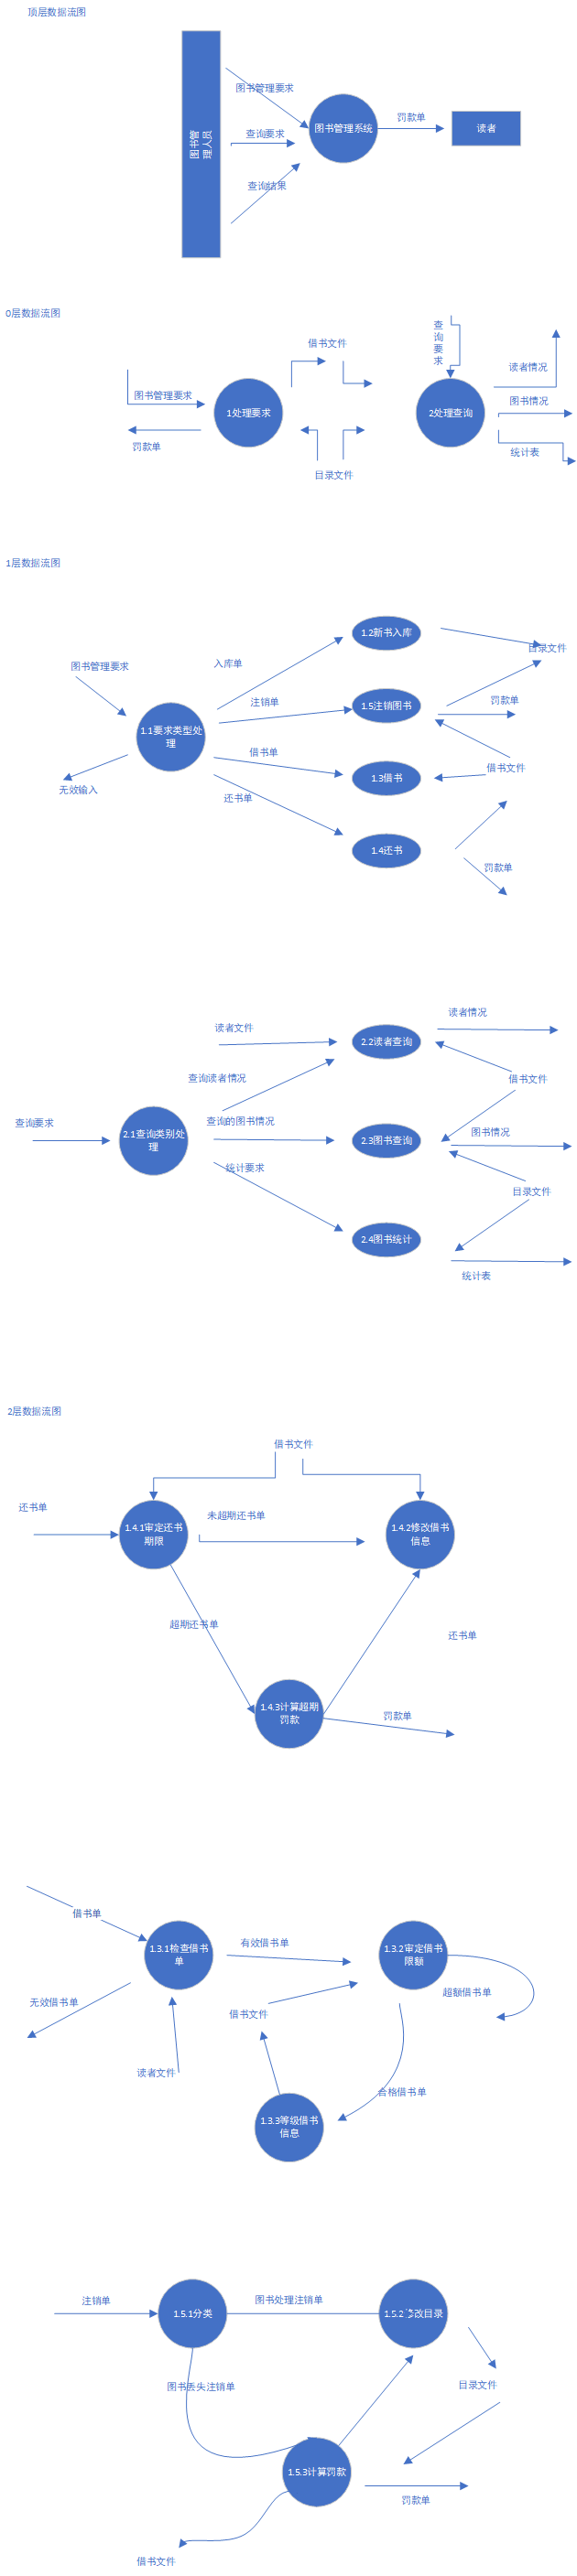 顶层数据流图
图书管理要求
图书管
理人员
查询要求
图书管理系统
罚款单
读者
查询结果
0层数据流图
查
询
要
求
借书文件
读者情况
图书管理要求
1处理要求
2处理查询
图书情况
罚款单
统计表
目录文件
1层数据流图
1.2新书入库
目录文件
入库单
图书管理要求
注销单
1.5注销图书
罚款单
1.1要求类型处
理
借书单
借书文件
1.3借书
无效输入
还书单
1.4还书
罚款单
读者情况
读者文件
2.2读者查询
查询读者情况
借书文件
查询要求
查询的图书情况
图书情况
2.1查询类别处
理
2.3图书查询
统计要求
目录文件
2.4图书统计
统计表
2层数据流图
借书文件
还书单
未超期还书单
1.4.1审定还书
期限
1.4.2修改借书
信息
超期还书单
还书单
1.4.3计算超期
罚款
罚款单
借书单
有效借书单
1.3.1检查借书
单
1.3.2审定借书
限额
超额借书单
无效借书单
借书文件
读者文件
合格借书单
1.3.3等级借书
信息
注销单
图书处理注销单
1.5.1分类
1.5.2修改目录
图书丢失注销单
目录文件
1.5.3计算罚款
罚款单
借书文件